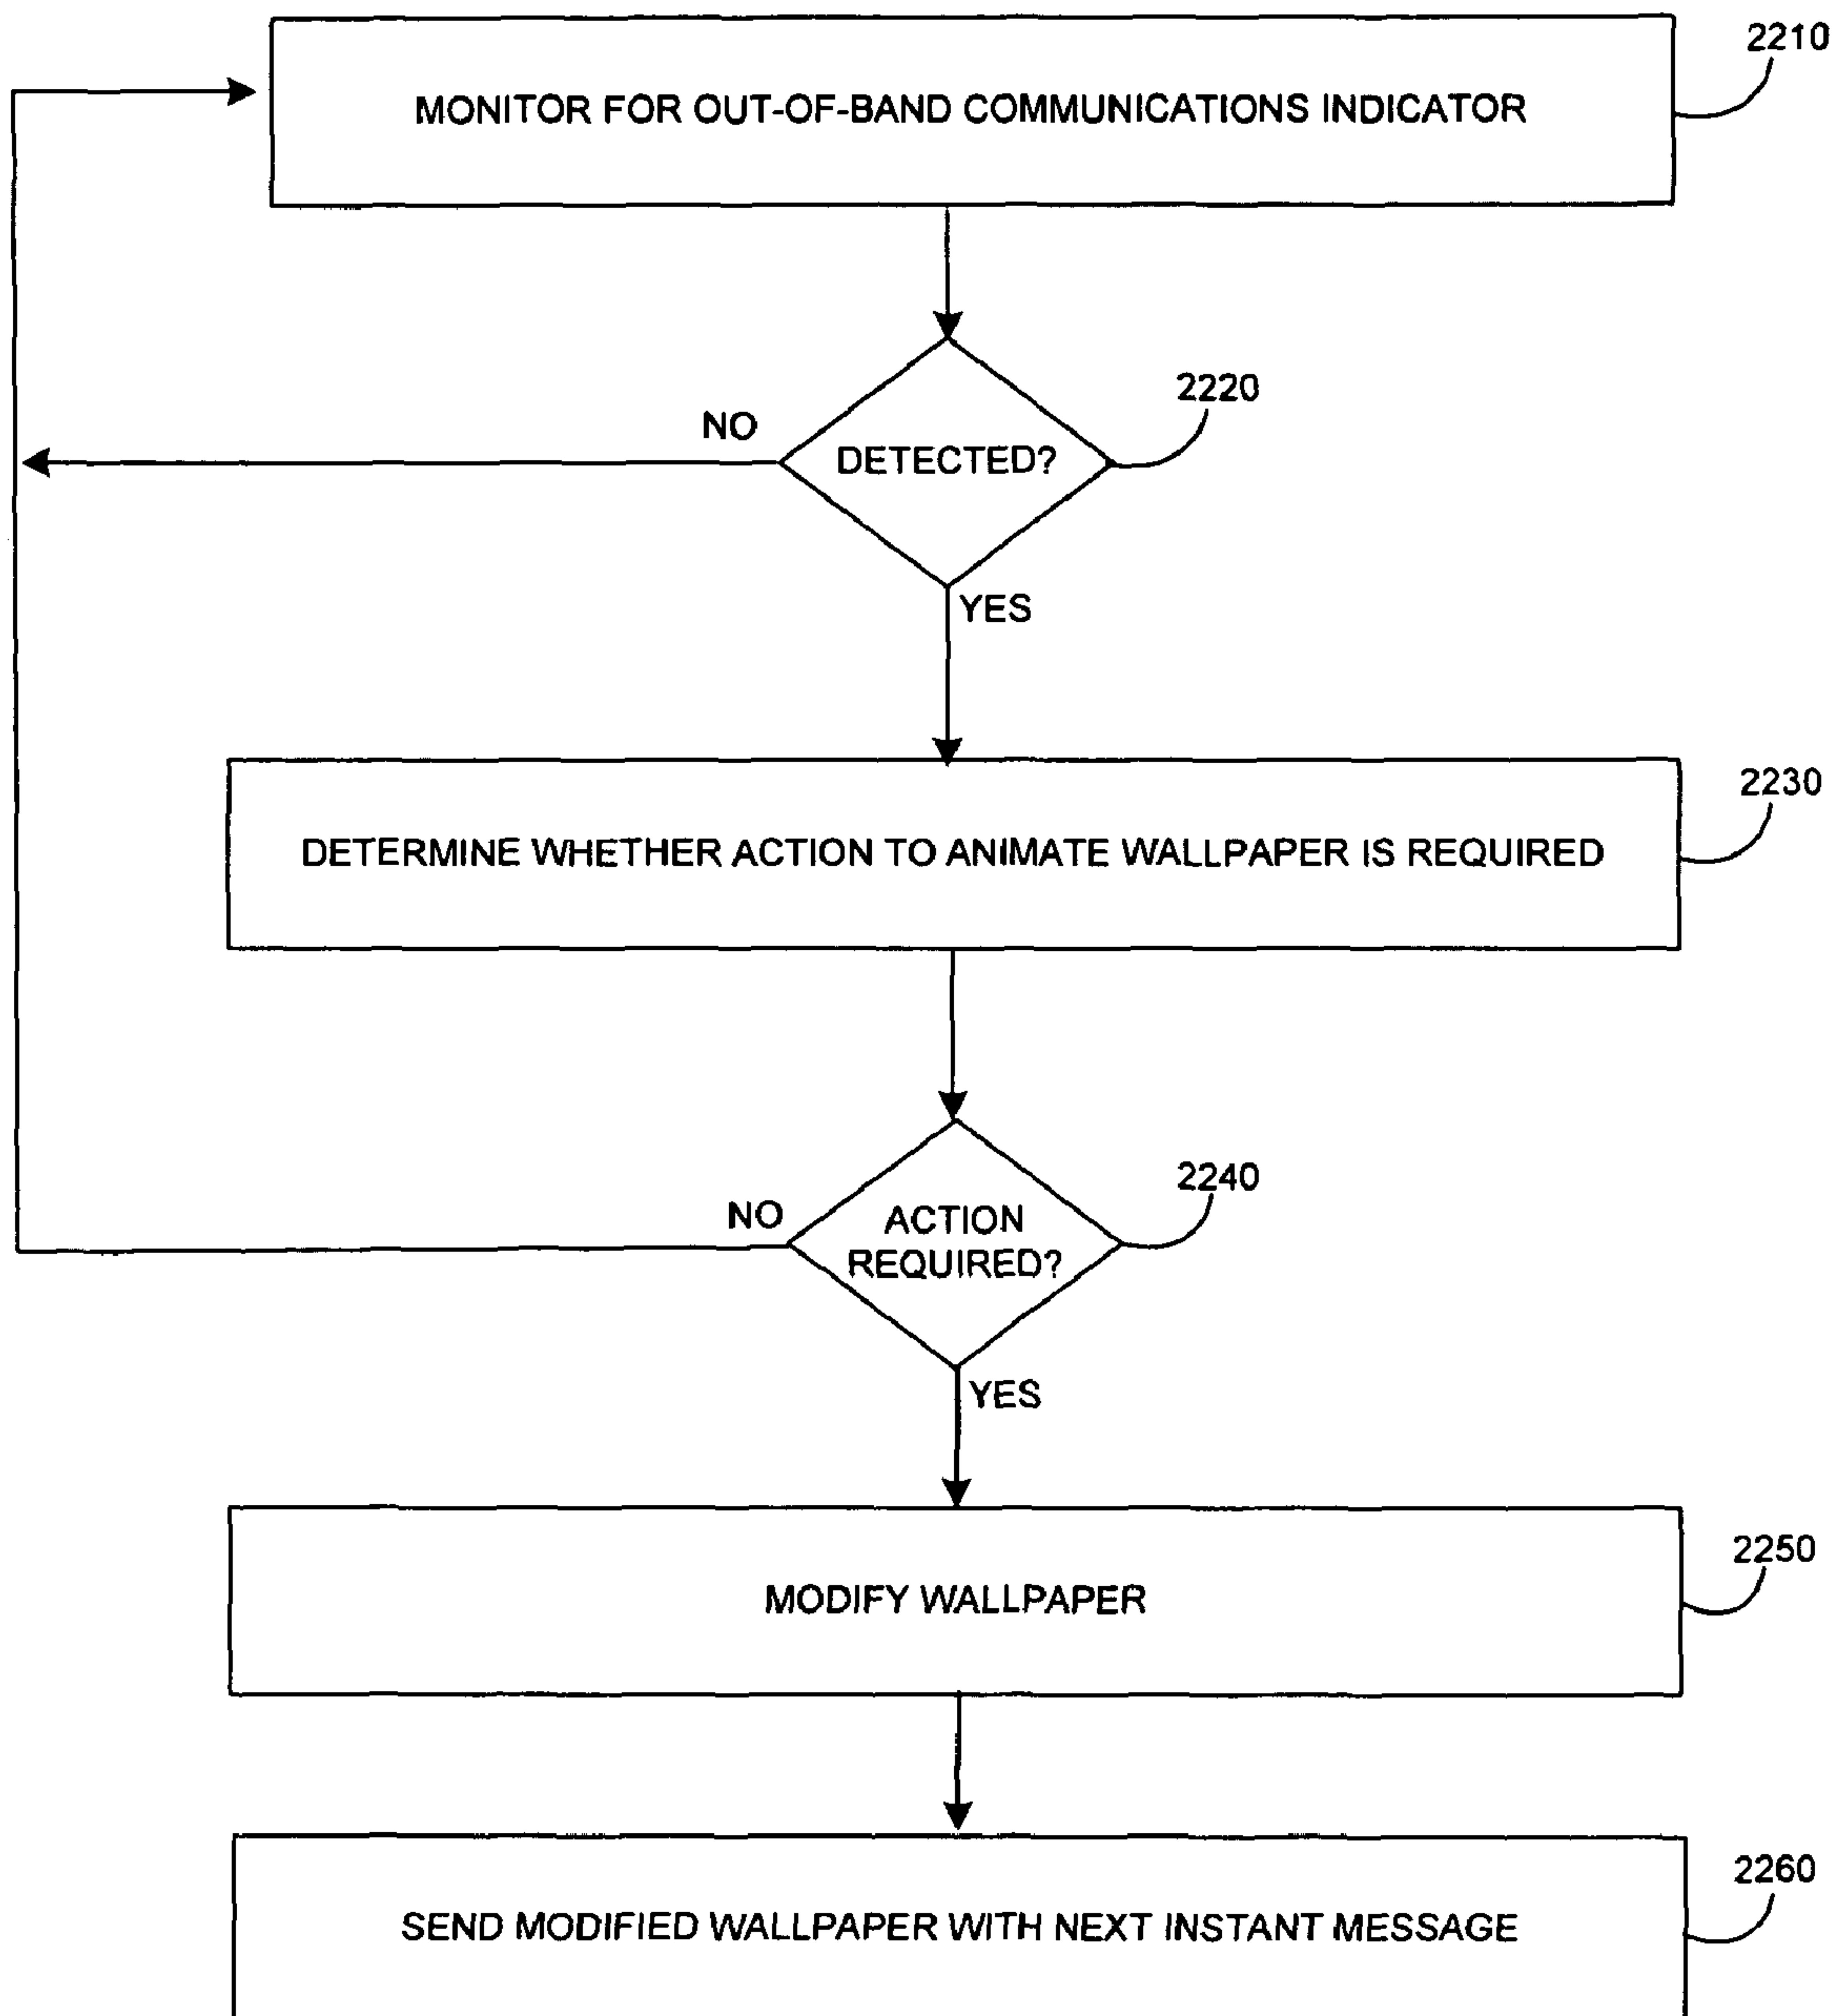 2210
MONITOR FOR OUT-OF-BAND COMMUNICATIONS INDICATOR
2220
NO
DETECTED?
YES
2230
DETERMINE WHETHER ACTION TO ANIMATE WALLPAPER IS REQUIRED
2240
NO
ACTION
REQUIRED?
YES
2250
MODIFY WALLPAPER
2260
SEND MODIFIED WALLPAPER WITH NEXT INSTANT MESSAGE